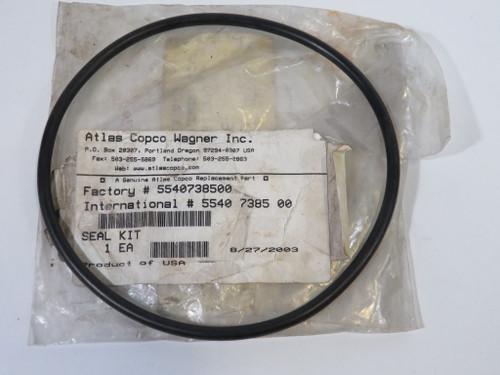 Atlas Copco Wagner Inc.
P.O. Box 20307, Portland Oregon 97294-0307 USA
Fax: 503-255-5069 Telephone: 503-255-2863
Web: www.atlascopco.com
A Genuine Atlas Copco Replacement Part
Factory # 5540738500
International # 5540 7385 00
SEAL KIT
1 EA
8/27/2003
Product of USA